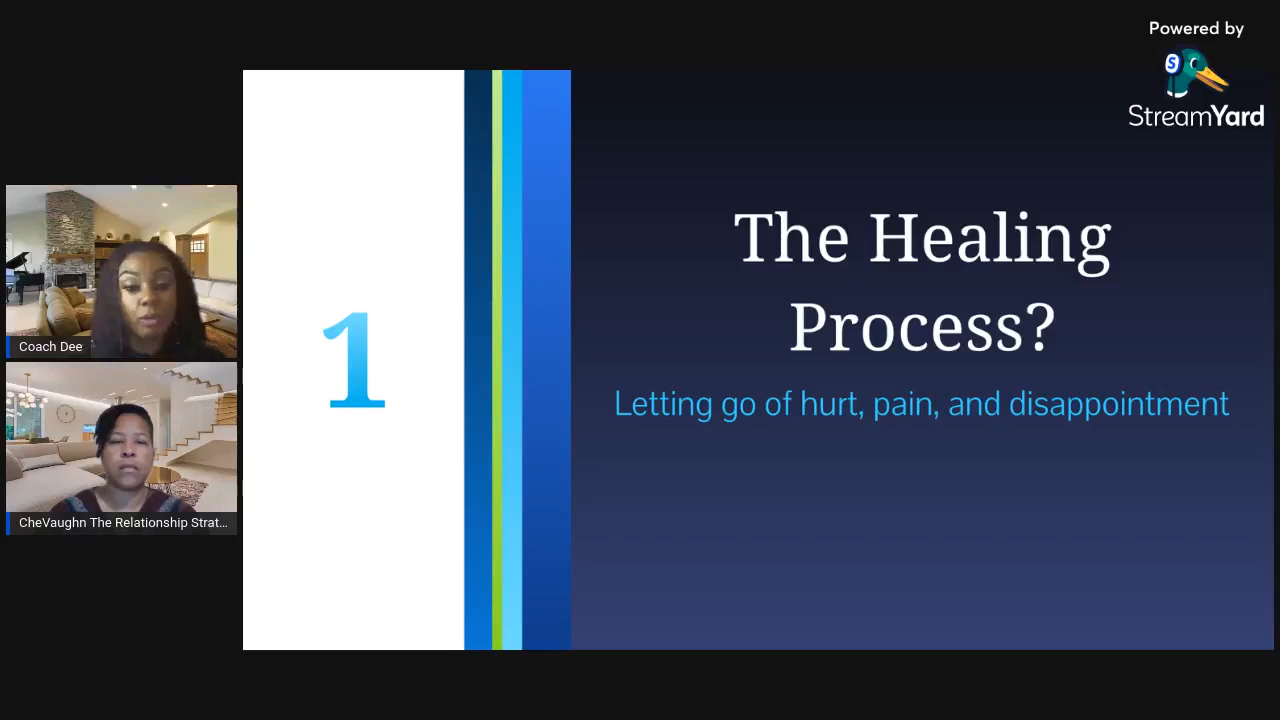 Powered by
S
StreamYard
Coach Dee
CheVaughn The Relationship Strat...
1
The Healing
Process?
Letting go of hurt, pain, and disappointment